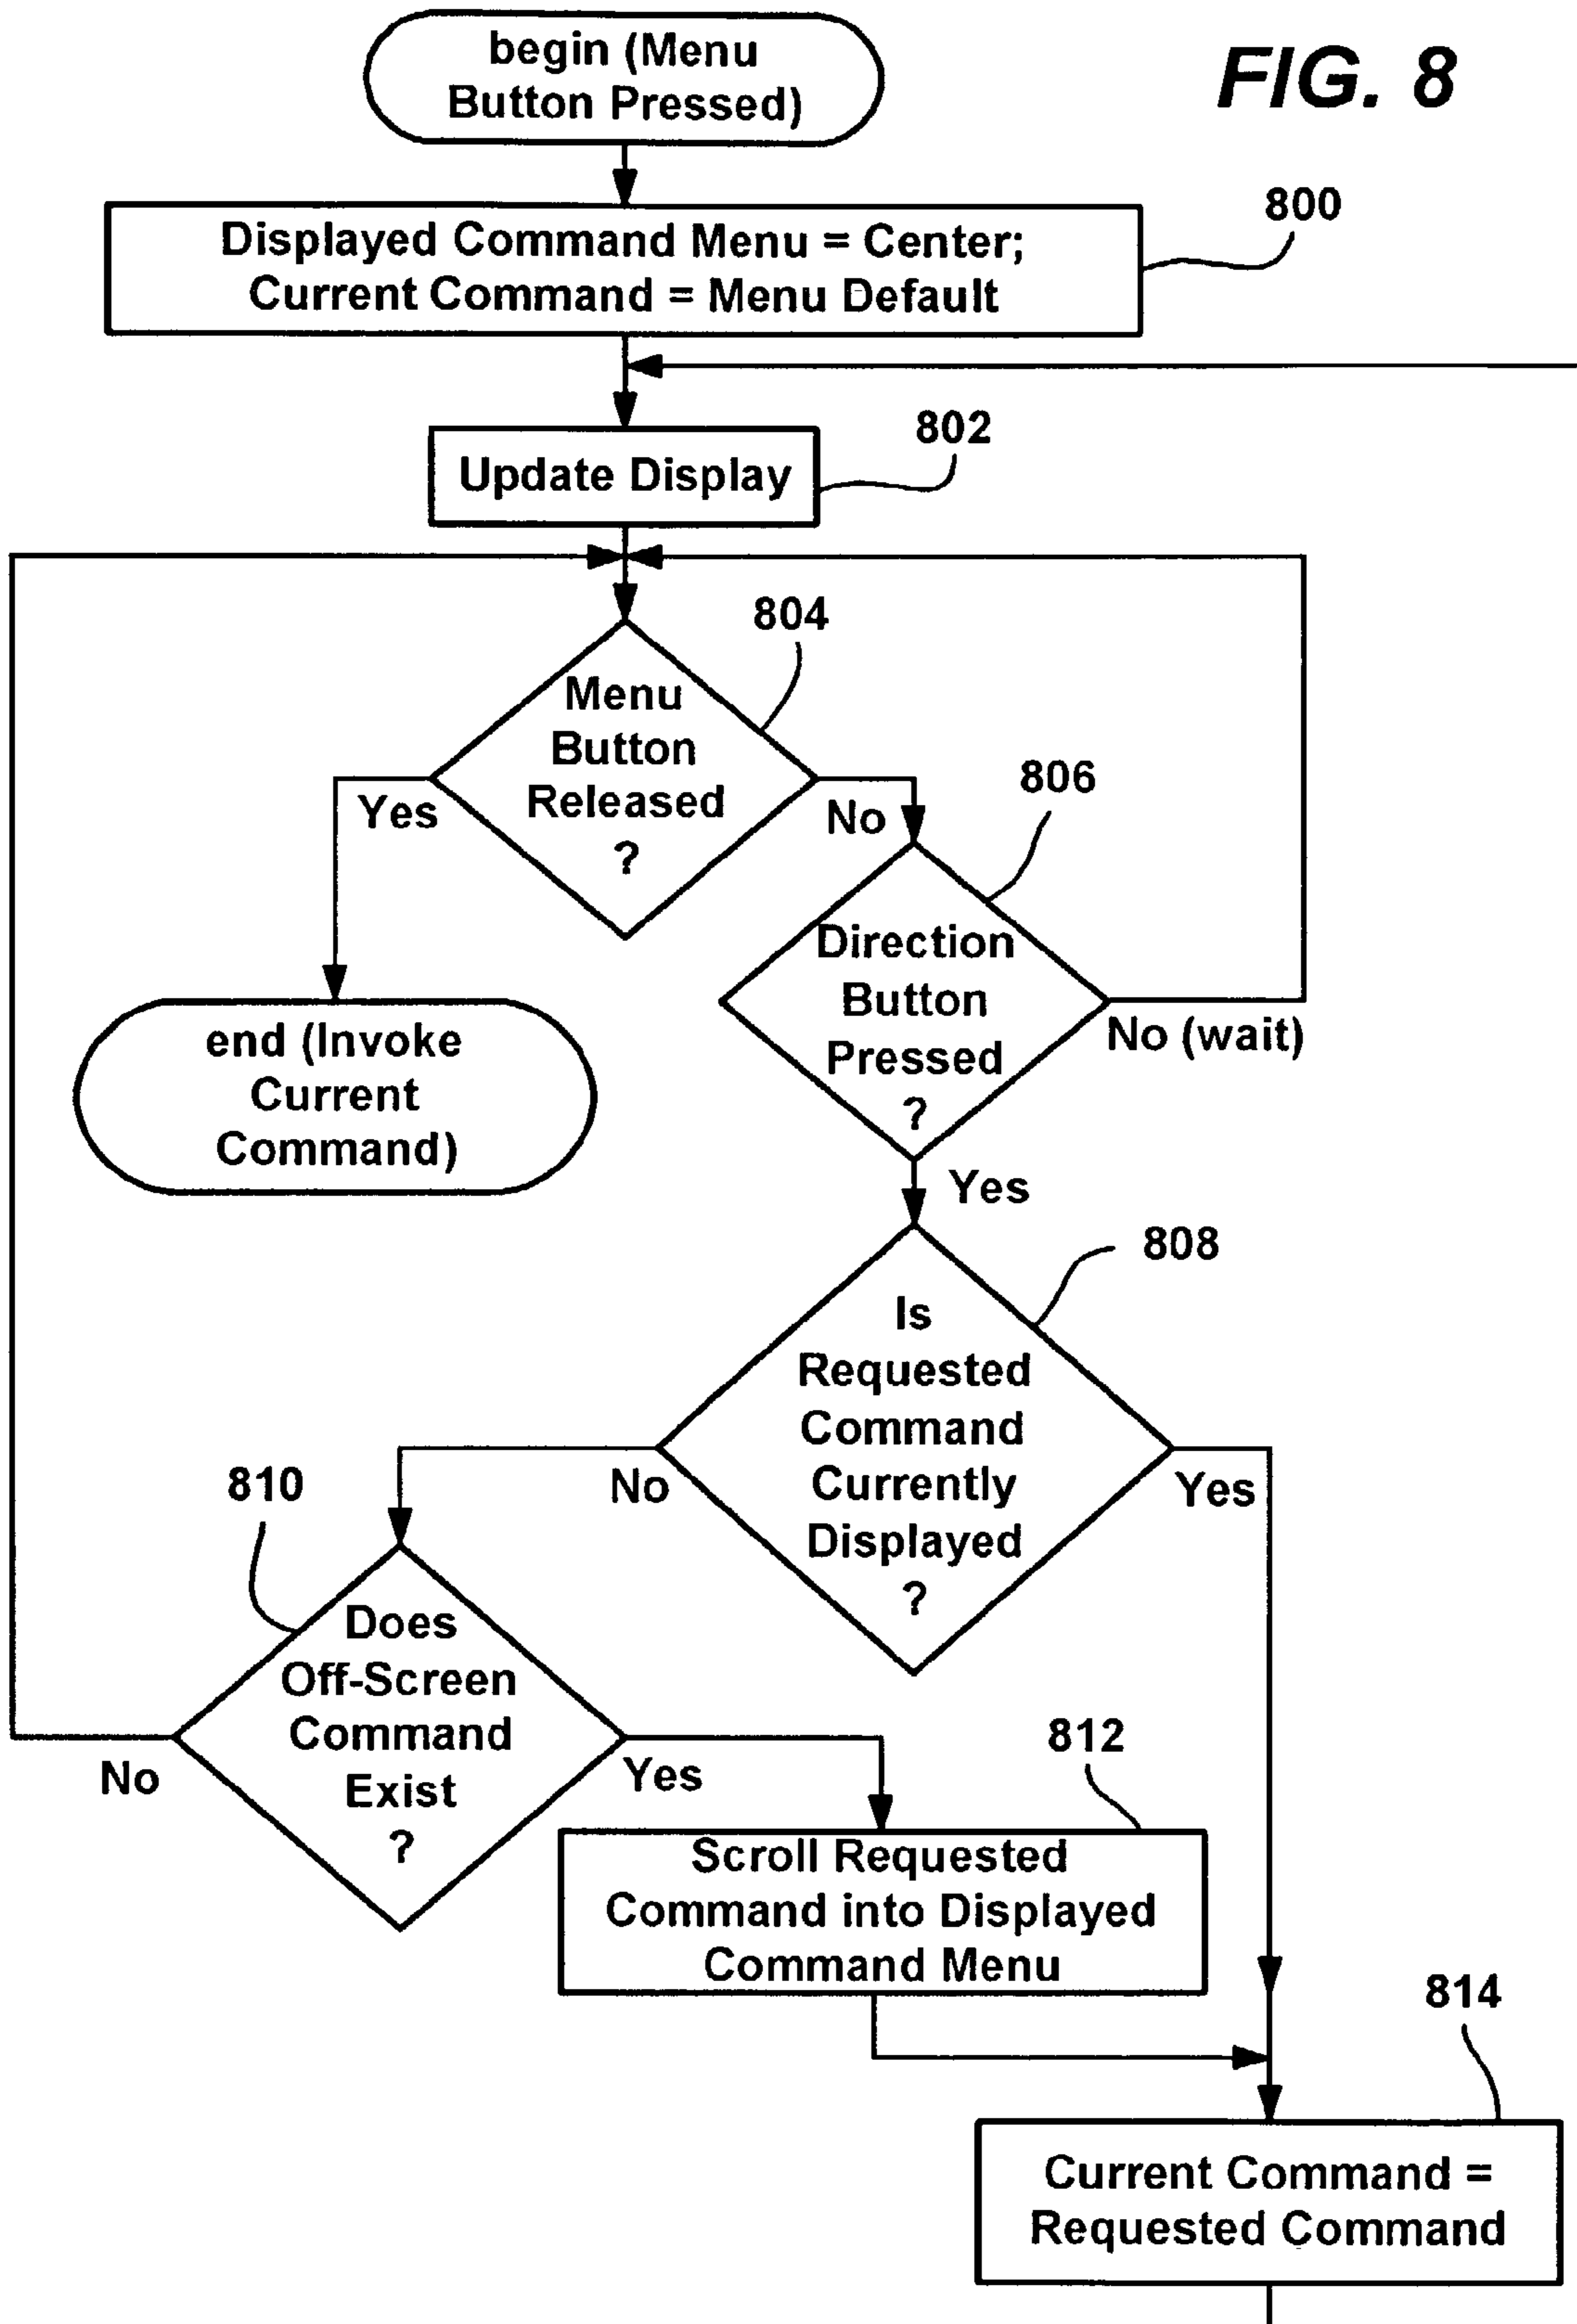 begin (Menu
Button Pressed)
FIG. 8
800
Displayed Command Menu = Center;
Current Command = Menu Default
802
Update Display
804
Menu
Button
Released
?
Yes
No
806
Direction
Button
Pressed
?
No (wait)
end (Invoke
Current
Command)
Yes
808
Is
Requested
Command
Currently
Displayed
?
No
Yes
810
Does
Off-Screen
Command
Exist
?
No
Yes
812
Scroll Requested
Command into Displayed
Command Menu
814
Current Command =
Requested Command